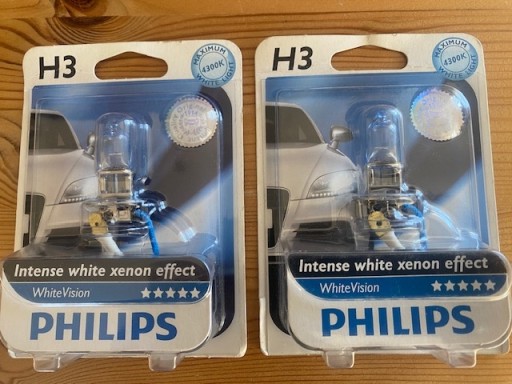 H3
MAXIMUM
4300K
WHITE LIGHT
Intense white xenon effect
WhiteVision ★★★★★
PHILIPS
H3
MAXIMUM
4300K
WHITE LIGHT
Intense white xenon effect
WhiteVision ★★★★★
PHILIPS